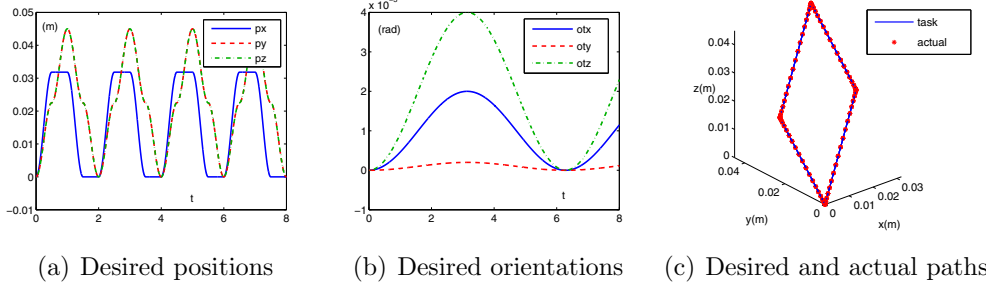 0.05
0.04
0.03
0.02
0.01
0
−0.01
(m)
px
py
pz
t
0
2
4
6
8
4
3
2
1
0
−1
(rad)
otx
oty
otz
t
0
2
4
6
8
task
actual
0.04
0.03
z(m)
0.02
0.01
0
0.04
0.02
0
y(m)
0
0.01
0.02
0.03
x(m)
(a) Desired positions
(b) Desired orientations
(c) Desired and actual paths